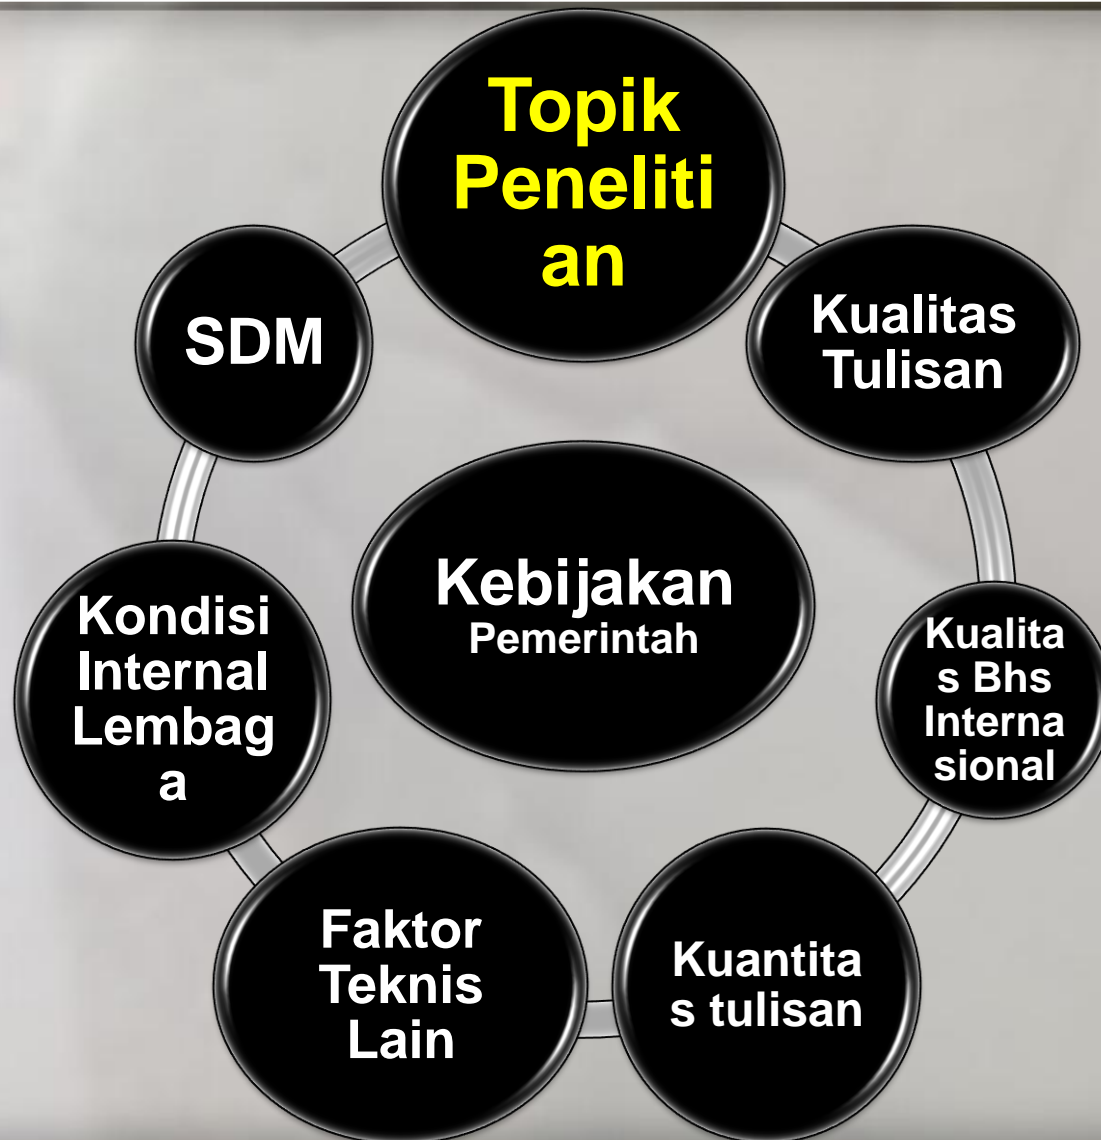 Topik
Peneliti
an
Kualitas
Tulisan
Kualita
s Bhs
Interna
sional
Kuantita
s tulisan
Faktor
Teknis
Lain
Kondisi
Internal
Lembag
a
SDM
Kebijakan
Pemerintah